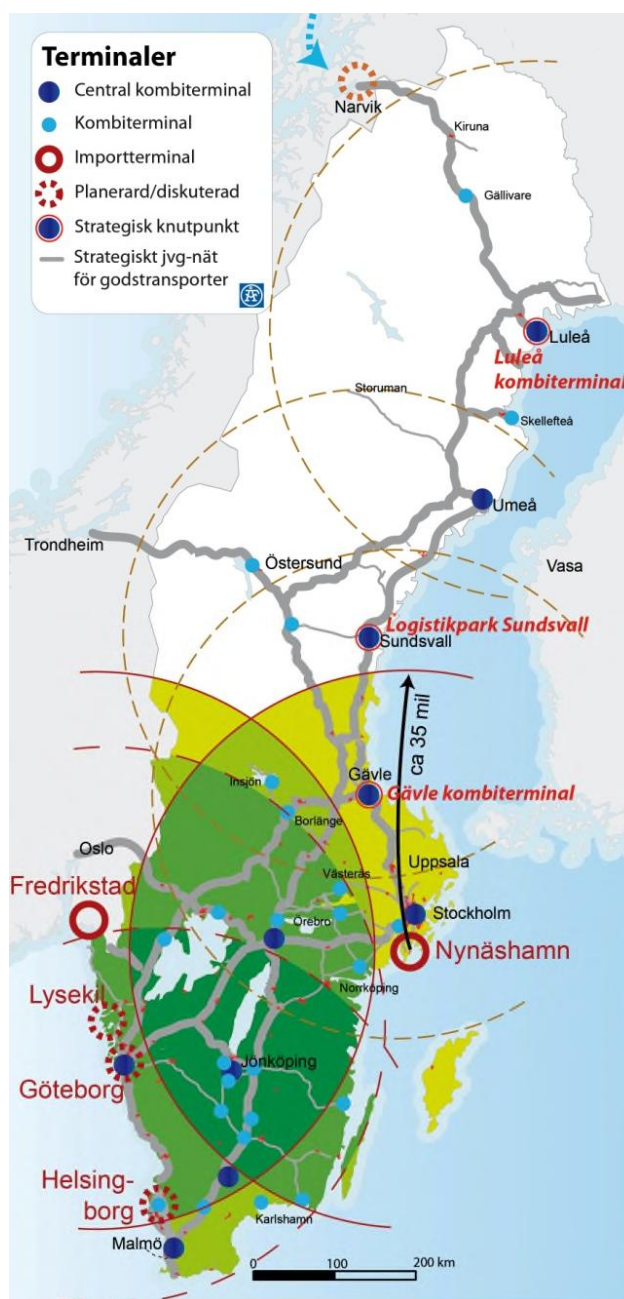 Terminaler
Central kombiterminal
Kombiterminal
Importterminal
Planerard/diskuterad
Strategisk knutpunkt
Strategiskt jvg-nät
för godstransporter
ÅF
Narvik
Kiruna
Gällivare
Luleå
Luleå
kombiterminal
Storuman
Skellefteå
Umeå
Trondheim
Östersund
Vasa
Logistikpark Sundsvall
Sundsvall
ca 35 mil
Gävle
Gävle kombiterminal
Insjön
Borlänge
Oslo
Uppsala
Västerås
Fredrikstad
Stockholm
Örebro
Nynäshamn
Norrköping
Lysekil
Jönköping
Göteborg
Helsing-
borg
Karlshamn
Malmö
0 100 200 km